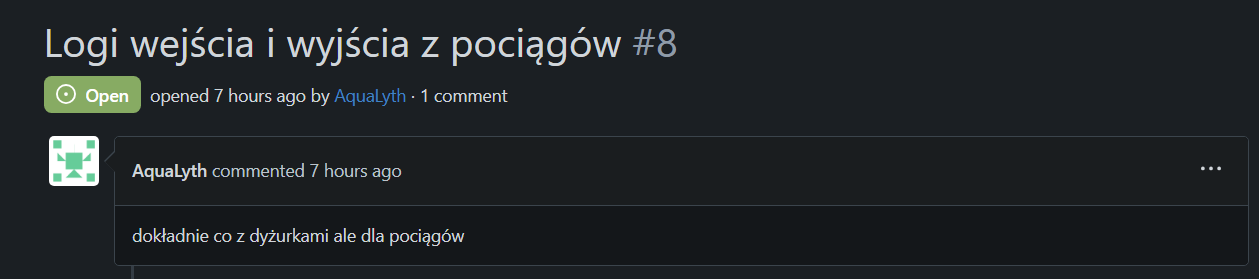 Logi wejścia i wyjścia z pociągów #8
Open opened 7 hours ago by AquaLyth · 1 comment
AquaLyth commented 7 hours ago
dokładnie co z dyżurkami ale dla pociągów